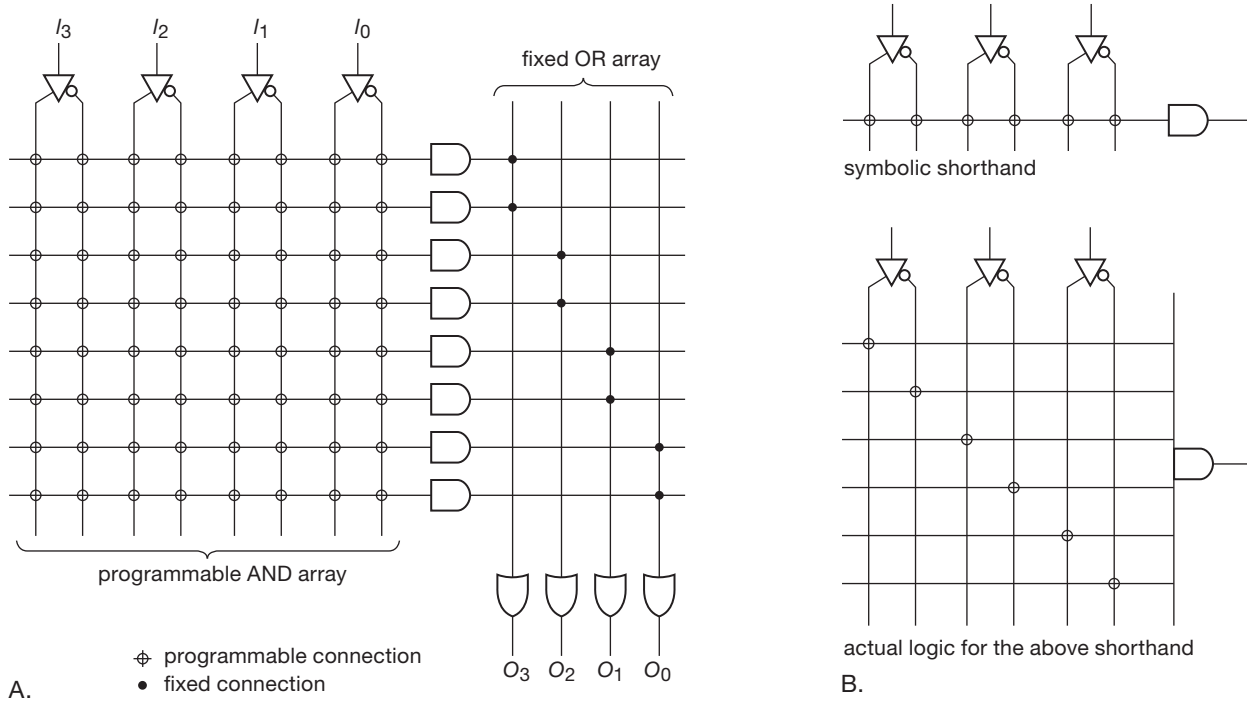 I3 I2 I1 I0
fixed OR array
programmable AND array
programmable connection
fixed connection
O3 O2 O1 O0
A.
symbolic shorthand
actual logic for the above shorthand
B.